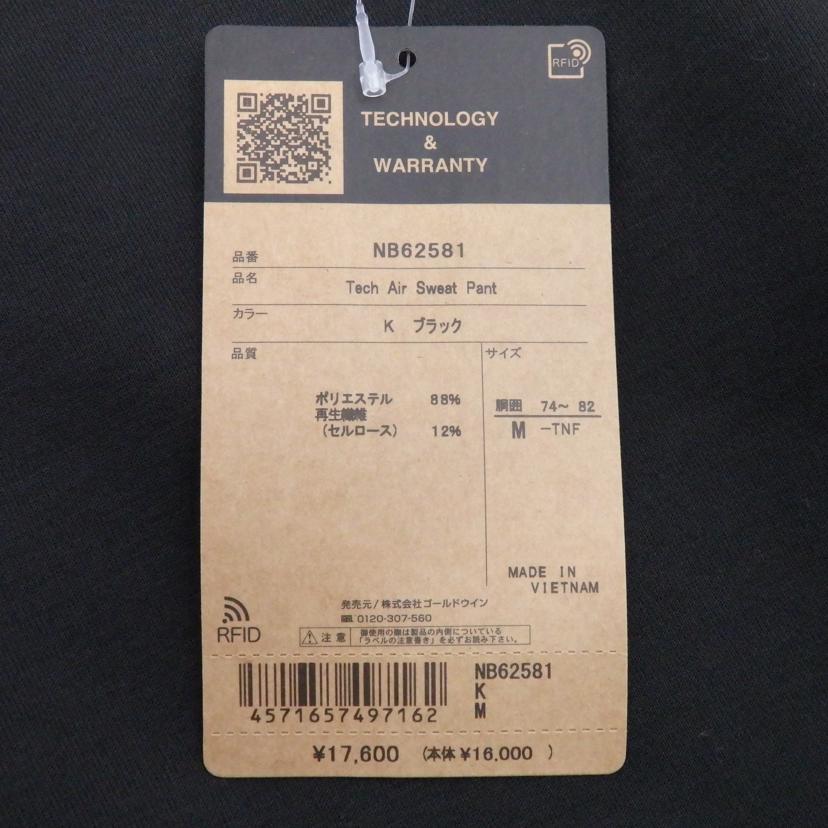 RFID
TECHNOLOGY
&
WARRANTY
品番 NB62581
品名 Tech Air Sweat Pant
カラー K ブラック
品質
サイズ
ポリエステル 88%
再生繊維
(セルロース) 12%
胴囲 74~ 82
M -TNF
MADE IN
VIETNAM
発売元/株式会社ゴールドウイン
0120-307-560
RFID
注意
御使用の際は製品の内側についている
「ラベルの注意書き」を必ずお読み下さい。
4571657497162
NB62581
K
M
¥17,600 (本体¥16,000 )